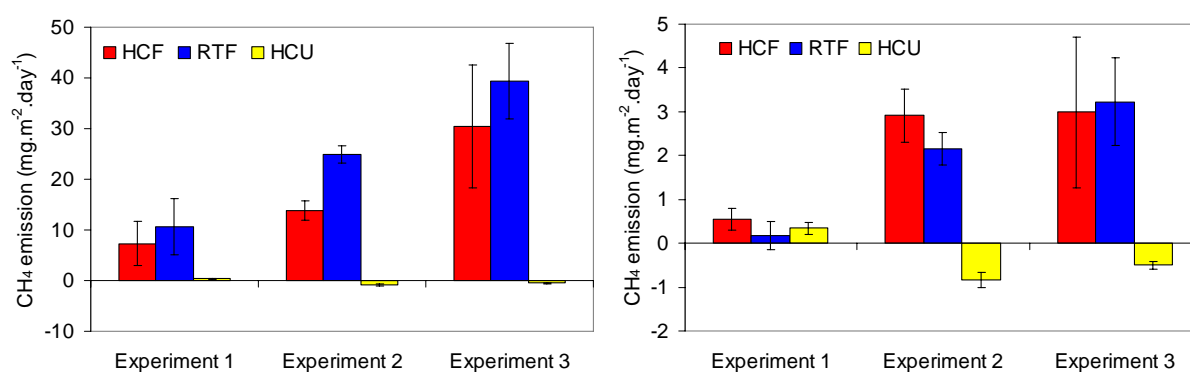 CH₄ emission (mg.m⁻².day⁻¹)
50
40
30
20
10
0
-10
HCF RTF HCU
Experiment 1 Experiment 2 Experiment 3
CH₄ emission (mg.m⁻².day⁻¹)
5
4
3
2
1
0
-1
-2
HCF RTF HCU
Experiment 1 Experiment 2 Experiment 3